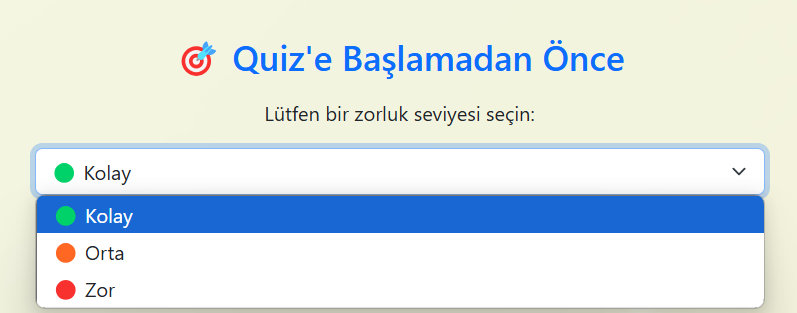 Quiz'e Başlamadan Önce
Lütfen bir zorluk seviyesi seçin:
Kolay
Kolay
Orta
Zor